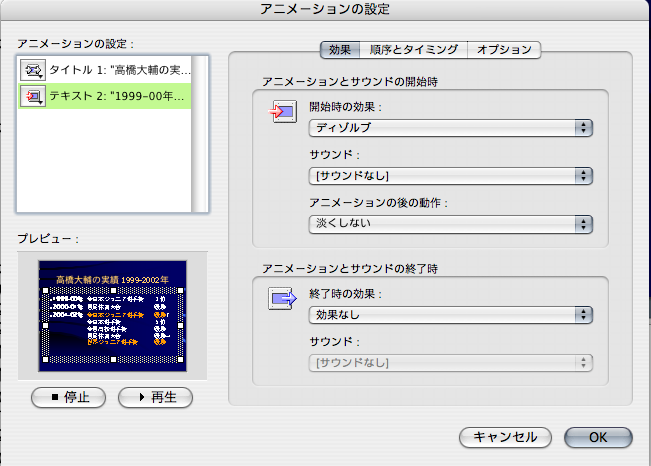 アニメーションの設定
アニメーションの設定：
タイトル 1: "高橋大輔の実...
テキスト 2: "1999-00年...
効果
順序とタイミング
オプション
アニメーションとサウンドの開始時
開始時の効果：
ディゾルブ
サウンド：
[サウンドなし]
アニメーションの後の動作：
淡くしない
プレビュー：
高橋大輔の実績 1999-2002年
アニメーションとサウンドの終了時
終了時の効果：
効果なし
サウンド：
[サウンドなし]
停止
再生
キャンセル
OK